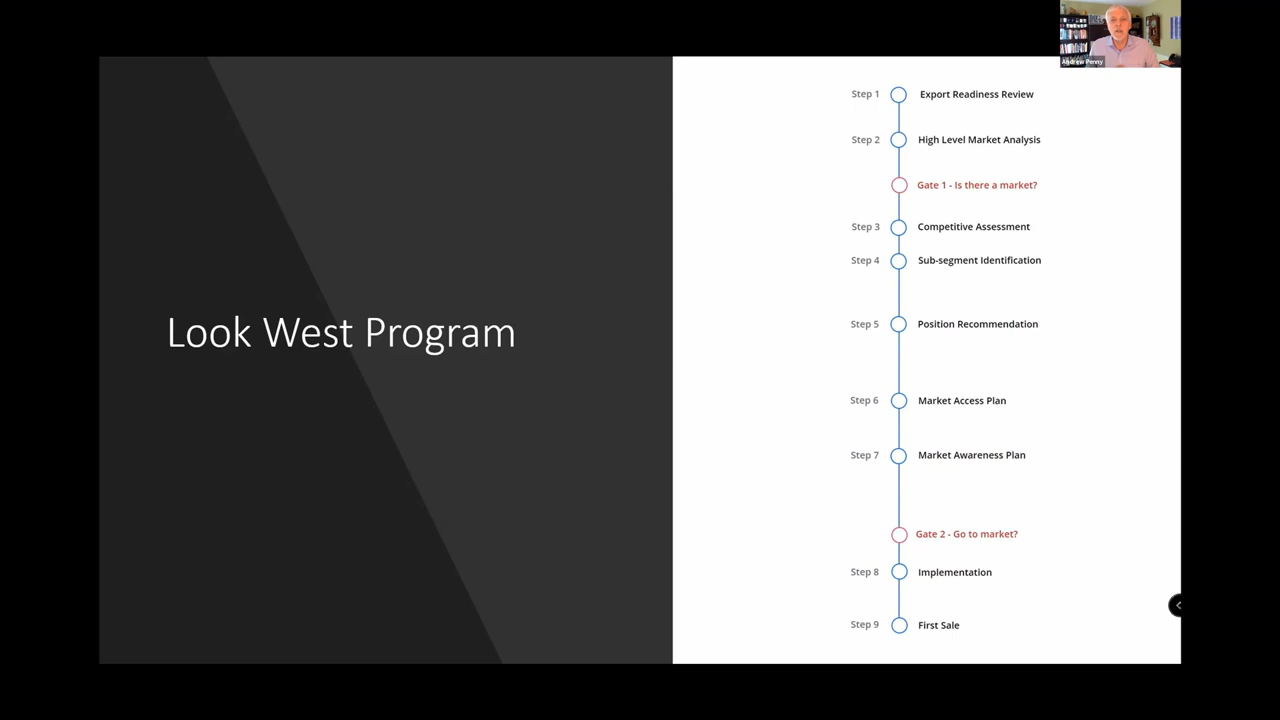 Andrew Penny
Look West Program
Step 1 Export Readiness Review
Step 2 High Level Market Analysis
Gate 1 - Is there a market?
Step 3 Competitive Assessment
Step 4 Sub-segment Identification
Step 5 Position Recommendation
Step 6 Market Access Plan
Step 7 Market Awareness Plan
Gate 2 - Go to market?
Step 8 Implementation
Step 9 First Sale